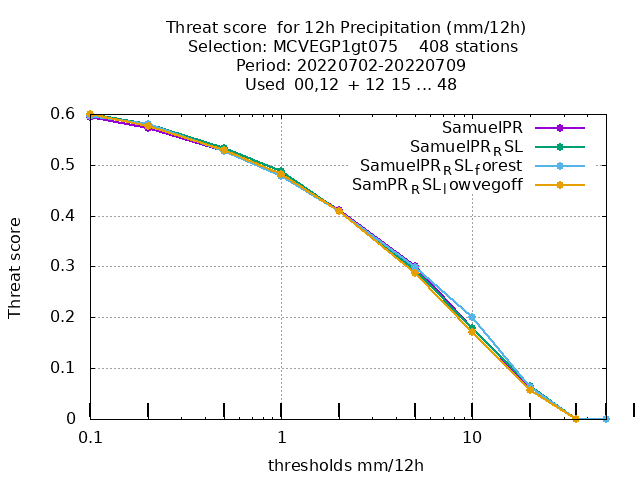 Threat score  for 12h Precipitation (mm/12h)
Selection: MCVEGP1gt075    408 stations
Period: 20220702-20220709
Used  00,12  + 12 15 ... 48
SamuelPR
SamuelPR_RSL
SamuelPR_RSL_forest
SamPR_RSL_lowvegoff
0.6
0.5
0.4
0.3
0.2
0.1
0
Threat score
0.1 1 10
thresholds mm/12h